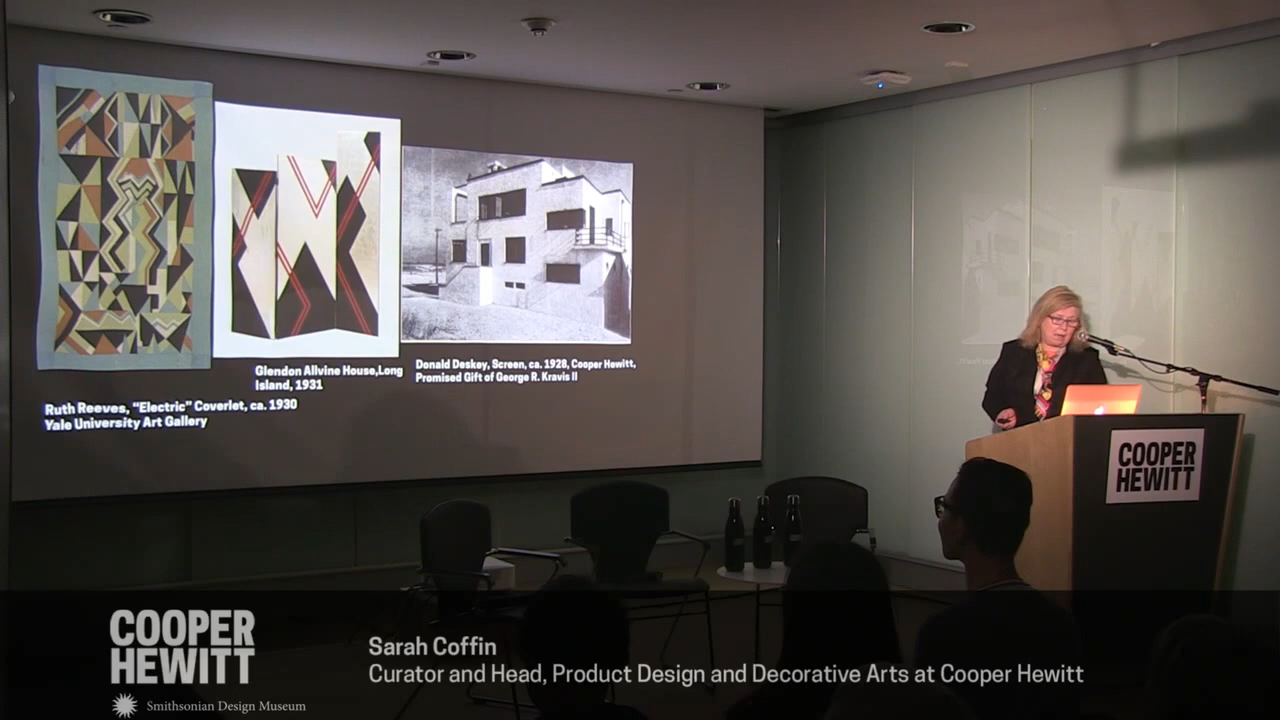 Glendon Allvine House,Long
Island, 1931
Donald Deskey, Screen, ca. 1928, Cooper Hewitt,
Promised Gift of George R. Kravis II
Ruth Reeves, “Electric” Coverlet, ca. 1930
Yale University Art Gallery
COOPER
HEWITT
COOPER
HEWITT
Smithsonian Design Museum
Sarah Coffin
Curator and Head, Product Design and Decorative Arts at Cooper Hewitt